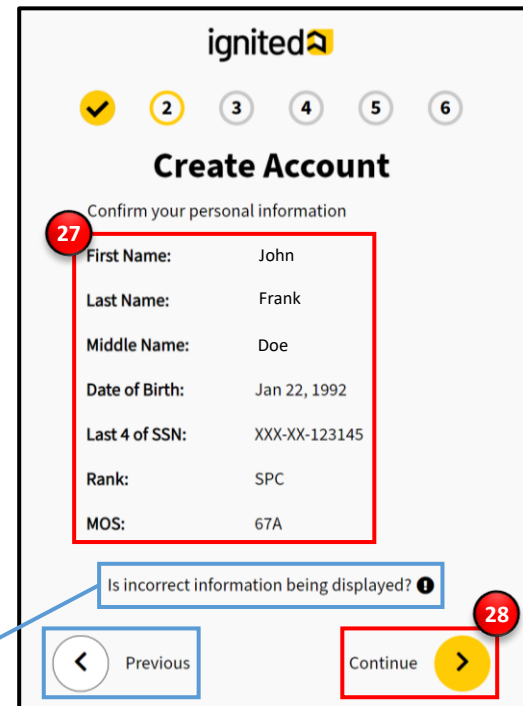 ignited
2 3 4 5 6
Create Account
Confirm your personal information
27
First Name: John
Last Name: Frank
Middle Name: Doe
Date of Birth: Jan 22, 1992
Last 4 of SSN: XXX-XX-123145
Rank: SPC
MOS: 67A
Is incorrect information being displayed?
28
Previous Continue